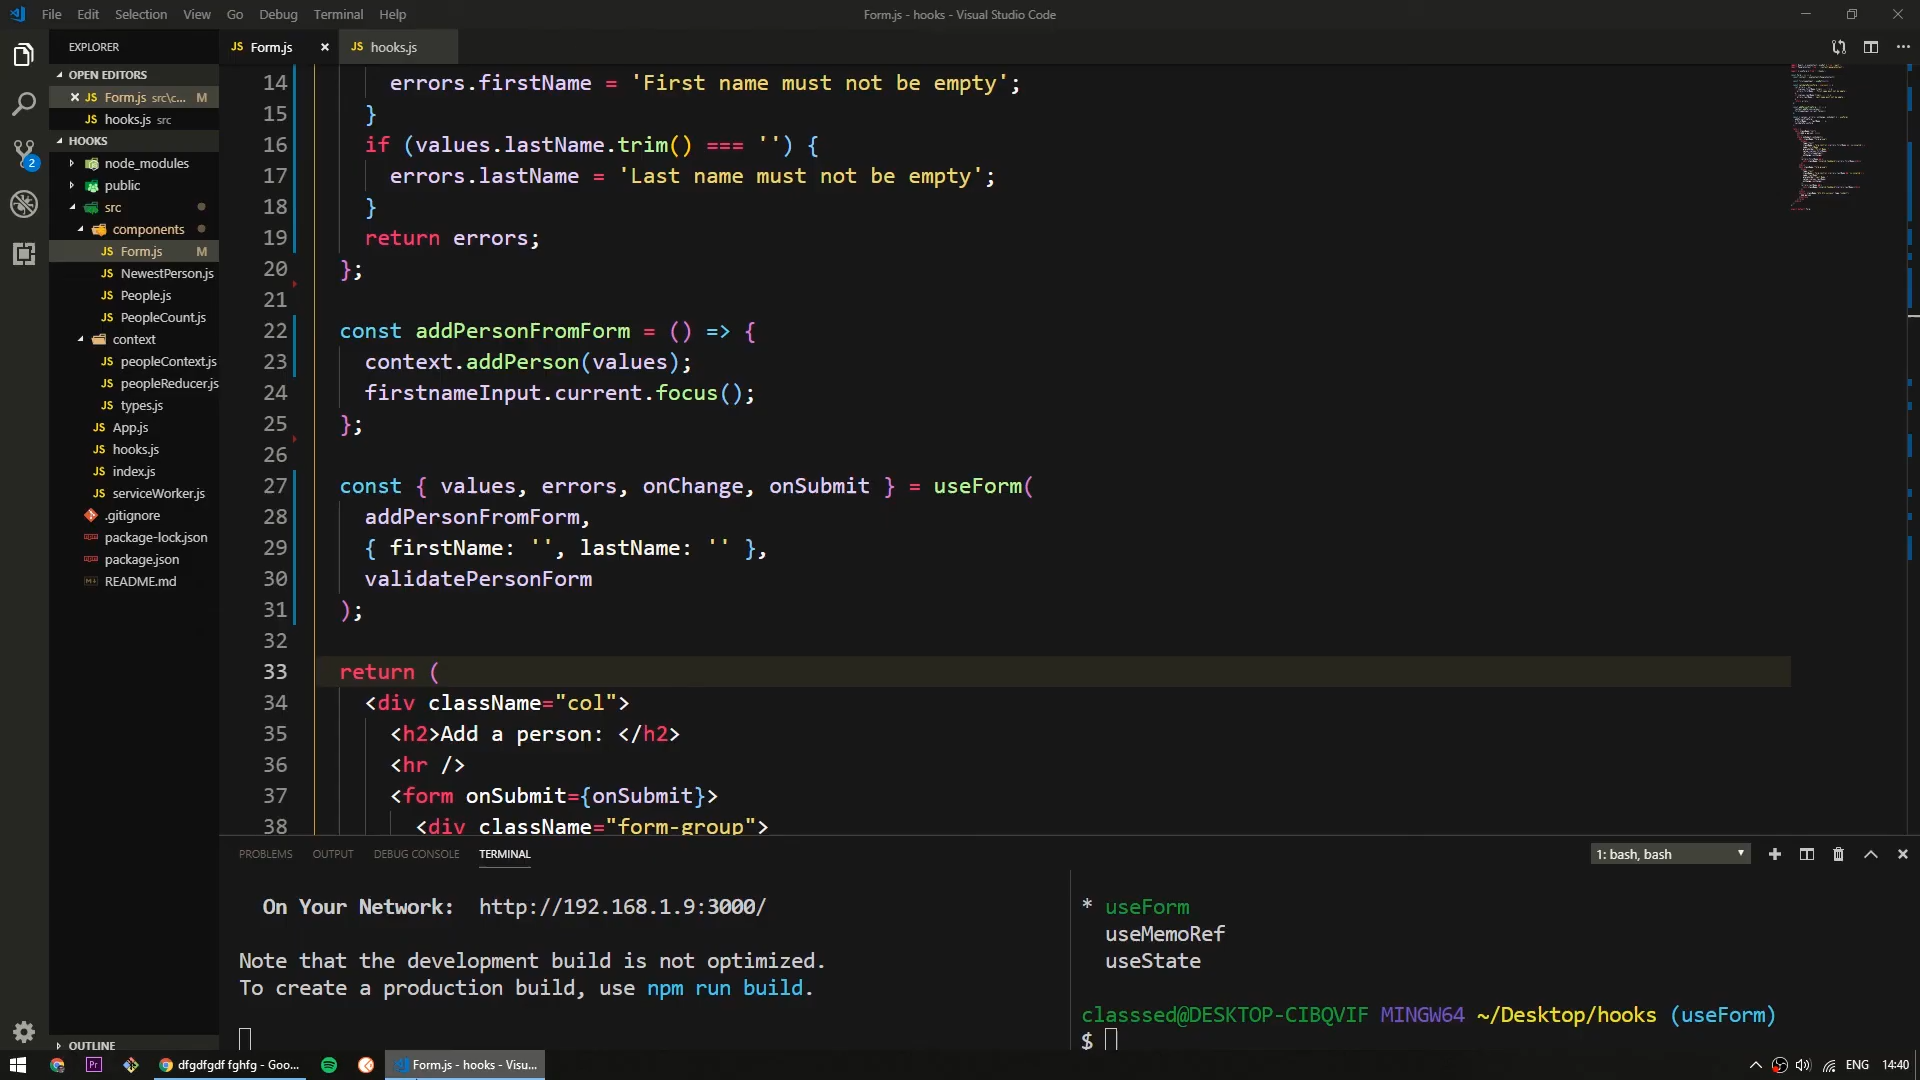 File Edit Selection View Go Debug Terminal Help
Form.js - hooks - Visual Studio Code
EXPLORER
OPEN EDITORS
JS Form.js src\c... M
JS hooks.js src
HOOKS
node_modules
public
src
components
JS Form.js M
JS NewestPerson.js
JS People.js
JS PeopleCount.js
context
JS peopleContext.js
JS peopleReducer.js
JS types.js
JS App.js
JS hooks.js
JS index.js
JS serviceWorker.js
.gitignore
package-lock.json
package.json
README.md
OUTLINE
2
JS Form.js
JS hooks.js
14 errors.firstName = 'First name must not be empty';
15 }
16 if (values.lastName.trim() === '') {
17 errors.lastName = 'Last name must not be empty';
18 }
19 return errors;
20 };
21
22 const addPersonFromForm = () => {
23 context.addPerson(values);
24 firstnameInput.current.focus();
25 };
26
27 const { values, errors, onChange, onSubmit } = useForm(
28 addPersonFromForm,
29 { firstName: '', lastName: '' },
30 validatePersonForm
31 );
32
33 return (
34 <div className="col">
35 <h2>Add a person: </h2>
36 <hr />
37 <form onSubmit={onSubmit}>
38 <div className="form-group">
PROBLEMS OUTPUT DEBUG CONSOLE TERMINAL
1: bash, bash
On Your Network: http://192.168.1.9:3000/
Note that the development build is not optimized.
To create a production build, use npm run build.
* useForm
useMemoRef
useState
classsed@DESKTOP-CIBQVIF MINGW64 ~/Desktop/hooks (useForm)
$
Pr
dfgdfgdf fghfg - Goo...
Form.js - hooks - Visu...
ENG 14:40